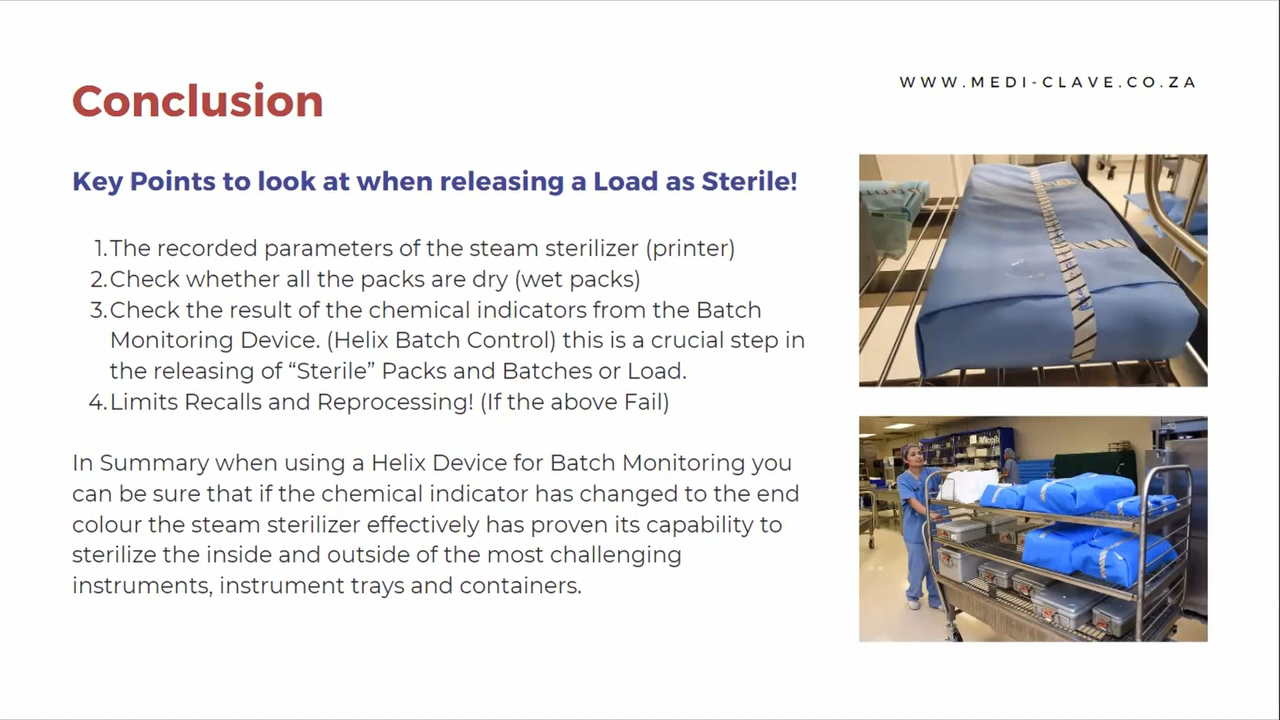 Conclusion
WWW.MEDI-CLAVE.CO.ZA
Key Points to look at when releasing a Load as Sterile!
1.The recorded parameters of the steam sterilizer (printer)
2.Check whether all the packs are dry (wet packs)
3.Check the result of the chemical indicators from the Batch
Monitoring Device. (Helix Batch Control) this is a crucial step in
the releasing of “Sterile” Packs and Batches or Load.
4.Limits Recalls and Reprocessing! (If the above Fail)
In Summary when using a Helix Device for Batch Monitoring you
can be sure that if the chemical indicator has changed to the end
colour the steam sterilizer effectively has proven its capability to
sterilize the inside and outside of the most challenging
instruments, instrument trays and containers.